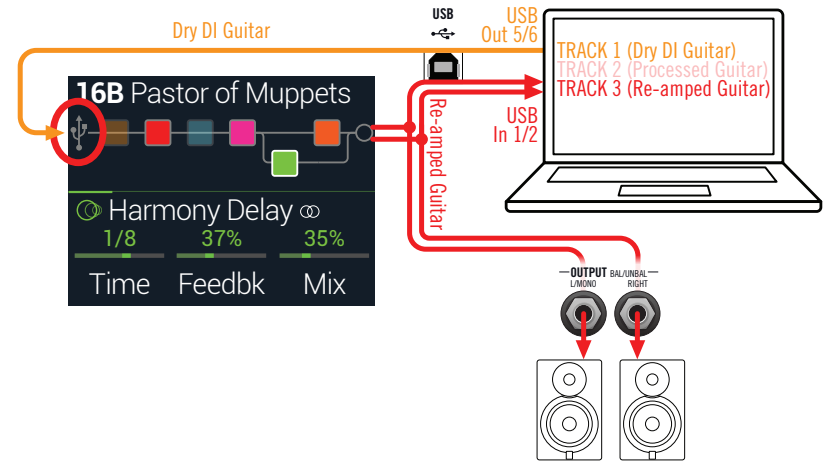 Dry DI Guitar
USB
USB
Out 5/6
TRACK 1 (Dry DI Guitar)
TRACK 2 (Processed Guitar)
TRACK 3 (Re-amped Guitar)
USB
In 1/2
Re-amped Guitar
16B Pastor of Muppets
Harmony Delay
1/8 37% 35%
Time Feedbk Mix
OUTPUT BAL/UNBAL
L/MONO RIGHT